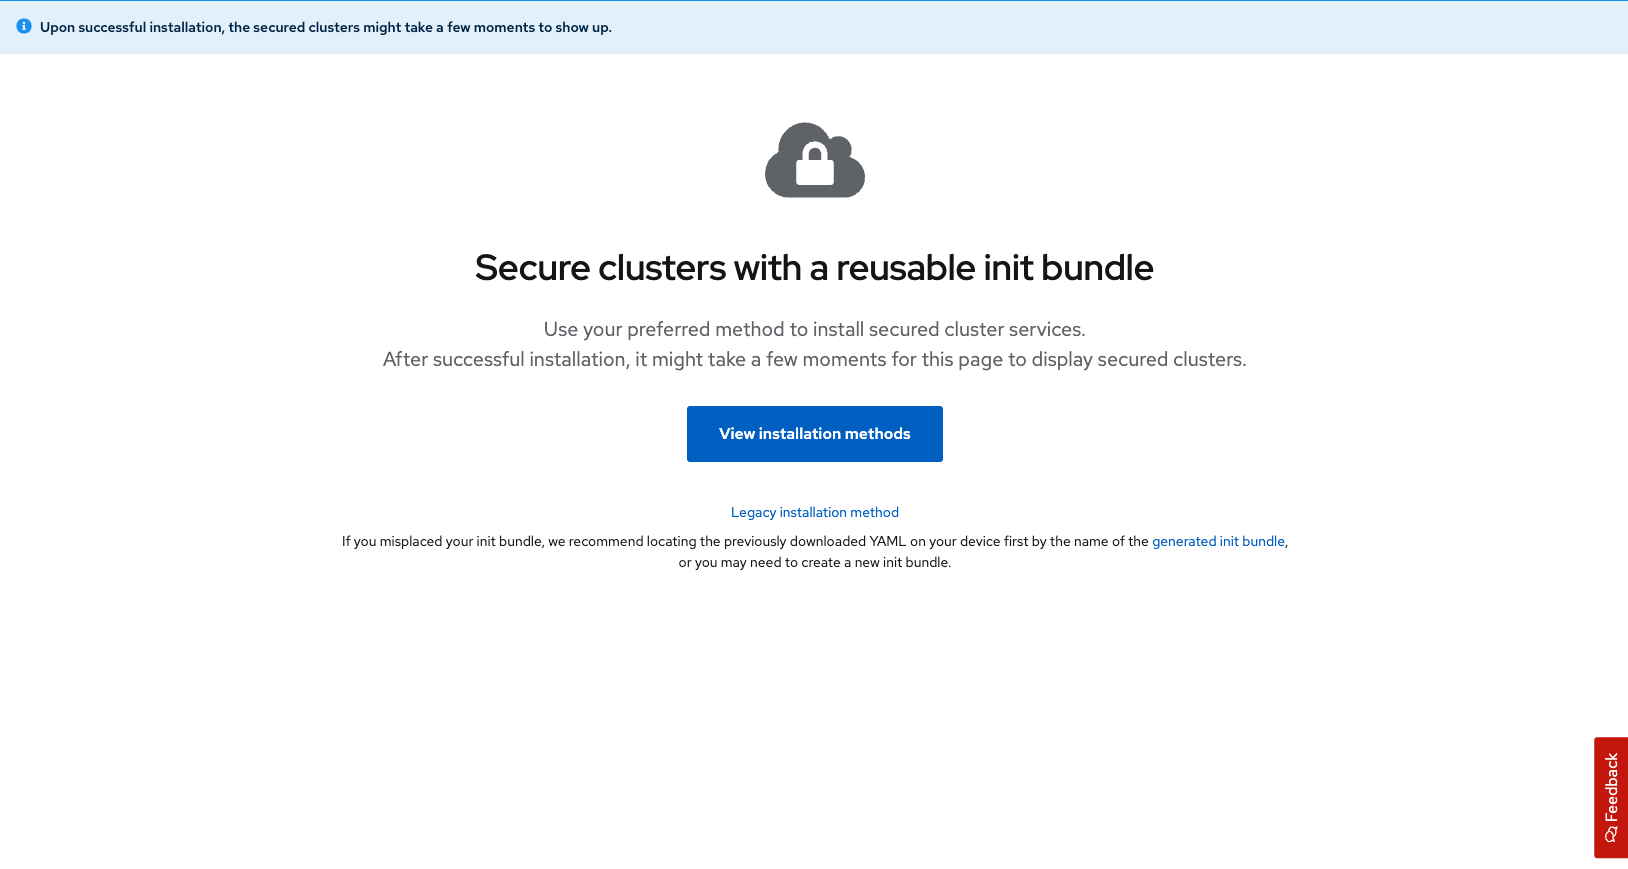 Upon successful installation, the secured clusters might take a few moments to show up.
Secure clusters with a reusable init bundle
Use your preferred method to install secured cluster services.
After successful installation, it might take a few moments for this page to display secured clusters.
View installation methods
Legacy installation method
If you misplaced your init bundle, we recommend locating the previously downloaded YAML on your device first by the name of the generated init bundle,
or you may need to create a new init bundle.
Feedback